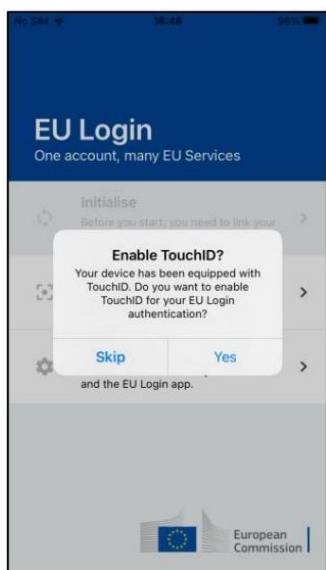 No SIM
16:48
98%
EU Login
One account, many EU Services
Initialise
Before you start, you need to link your
Enable TouchID?
Your device has been equipped with
TouchID. Do you want to enable
TouchID for your EU Login
authentication?
Skip
Yes
and the EU Login app.
European
Commission